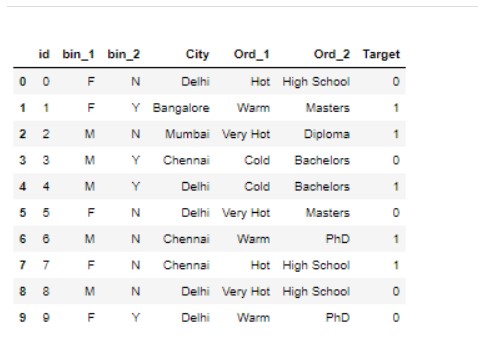 id bin_1 bin_2 City Ord_1 Ord_2 Target
0 0 F N Delhi Hot High School 0
1 1 F Y Bangalore Warm Masters 1
2 2 M N Mumbai Very Hot Diploma 1
3 3 M Y Chennai Cold Bachelors 0
4 4 M Y Delhi Cold Bachelors 1
5 5 F N Delhi Very Hot Masters 0
6 6 M N Chennai Warm PhD 1
7 7 F N Chennai Hot High School 1
8 8 M N Delhi Very Hot High School 0
9 9 F Y Delhi Warm PhD 0